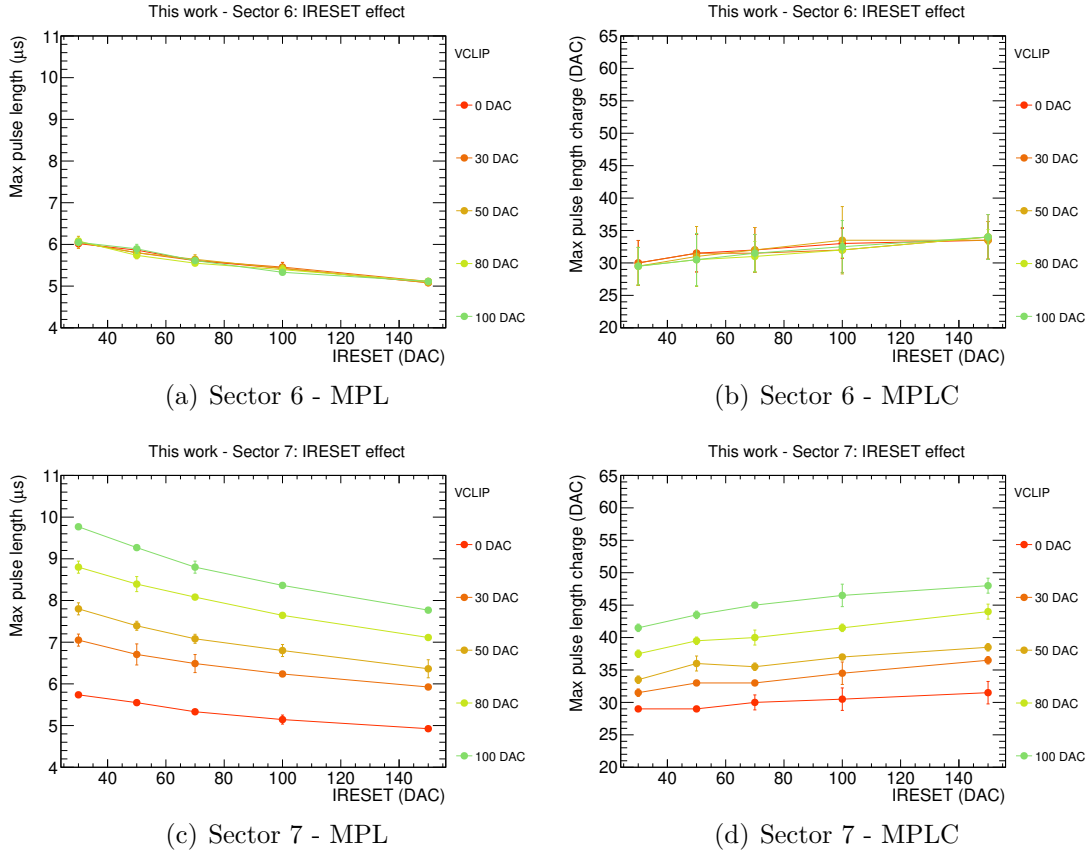 This work - Sector 6: IRESET effect
Max pulse length (μs)
11
10
9
8
7
6
5
4
40 60 80 100 120 140
IRESET (DAC)
VCLIP
0 DAC
30 DAC
50 DAC
80 DAC
100 DAC
(a) Sector 6 - MPL
This work - Sector 6: IRESET effect
Max pulse length charge (DAC)
65
60
55
50
45
40
35
30
25
20
40 60 80 100 120 140
IRESET (DAC)
VCLIP
0 DAC
30 DAC
50 DAC
80 DAC
100 DAC
(b) Sector 6 - MPLC
This work - Sector 7: IRESET effect
Max pulse length (μs)
11
10
9
8
7
6
5
4
40 60 80 100 120 140
IRESET (DAC)
VCLIP
0 DAC
30 DAC
50 DAC
80 DAC
100 DAC
(c) Sector 7 - MPL
This work - Sector 7: IRESET effect
Max pulse length charge (DAC)
65
60
55
50
45
40
35
30
25
20
40 60 80 100 120 140
IRESET (DAC)
VCLIP
0 DAC
30 DAC
50 DAC
80 DAC
100 DAC
(d) Sector 7 - MPLC